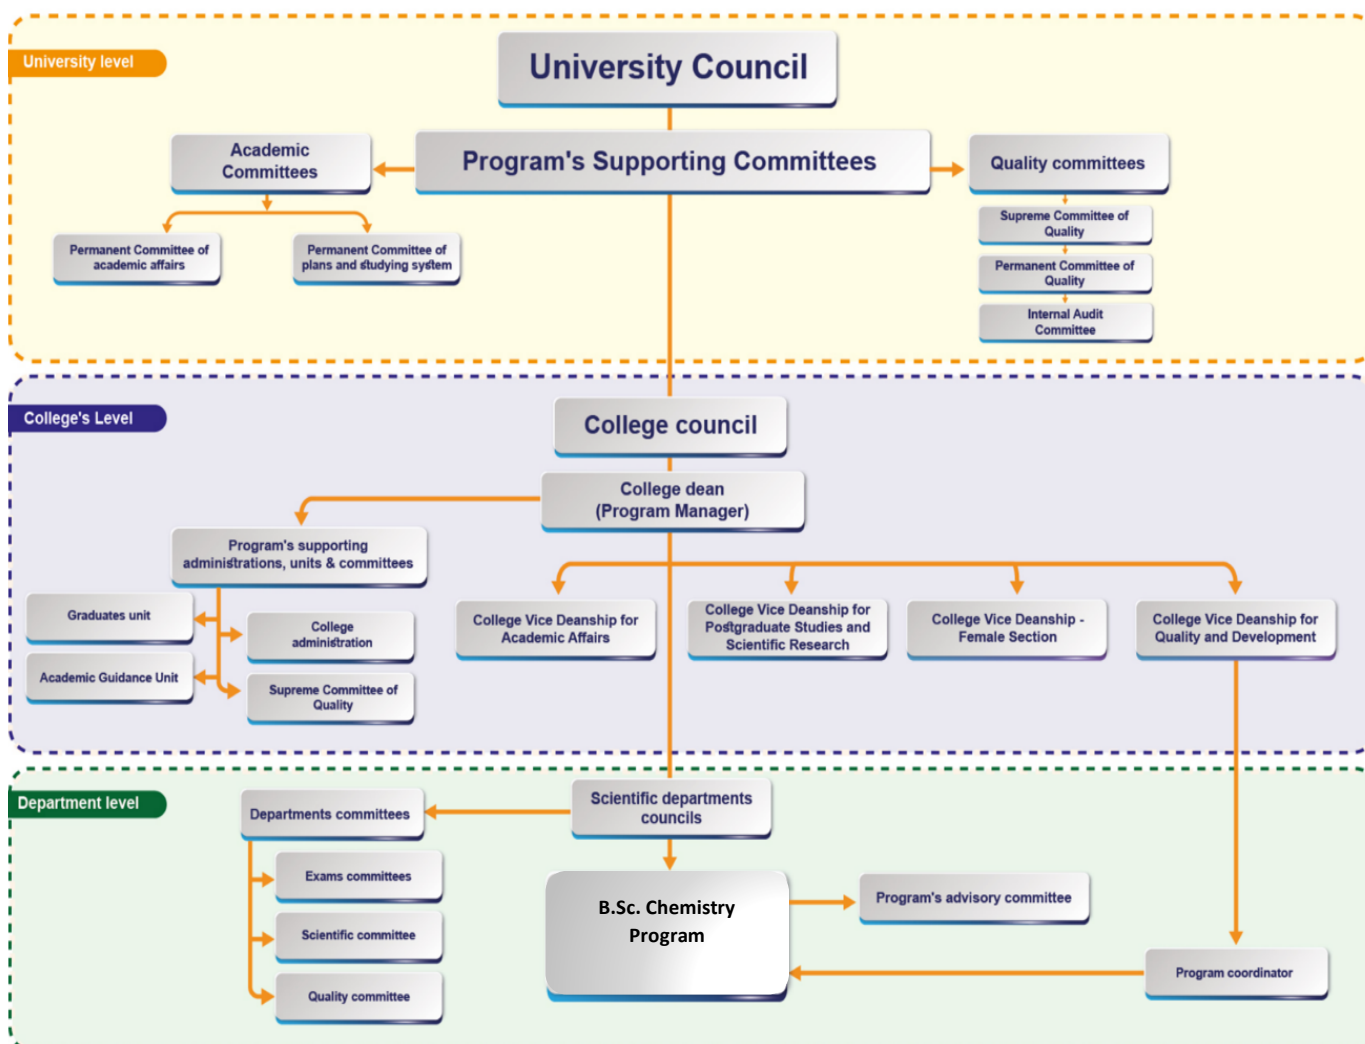 University level
University Council
Program's Supporting Committees
Academic
Committees
Quality committees
Permanent Committee of
academic affairs
Permanent Committee of
plans and studying system
Supreme Committee of
Quality
Permanent Committee of
Quality
Internal Audit
Committee
College's Level
College council
College dean
(Program Manager)
Program's supporting
administrations, units & committees
Graduates unit
College
administration
Academic Guidance Unit
Supreme Committee of
Quality
College Vice Deanship for
Academic Affairs
College Vice Deanship for
Postgraduate Studies and
Scientific Research
College Vice Deanship -
Female Section
College Vice Deanship for
Quality and Development
Department level
Scientific departments
councils
Departments committees
Exams committees
Scientific committee
Quality committee
B.Sc. Chemistry
Program
Program's advisory committee
Program coordinator